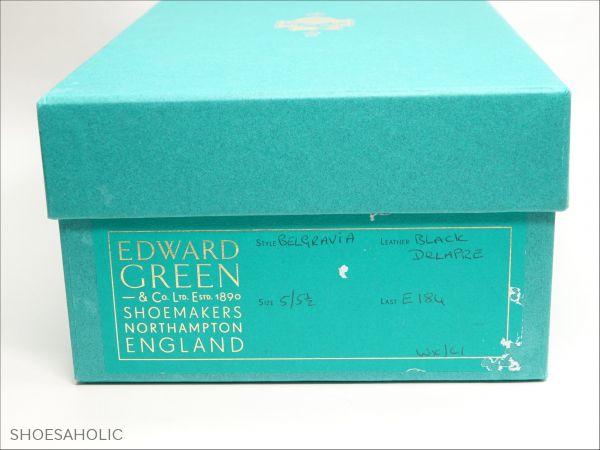 EDWARD
GREEN
— & Co. LTD. ESTD. 1890
SHOEMAKERS
NORTHAMPTON
ENGLAND
STYLE BELGRAVIA
LEATHER BLACK
DELAPRE
SIZE 5/5½
LAST E184
SHOESAHOLIC